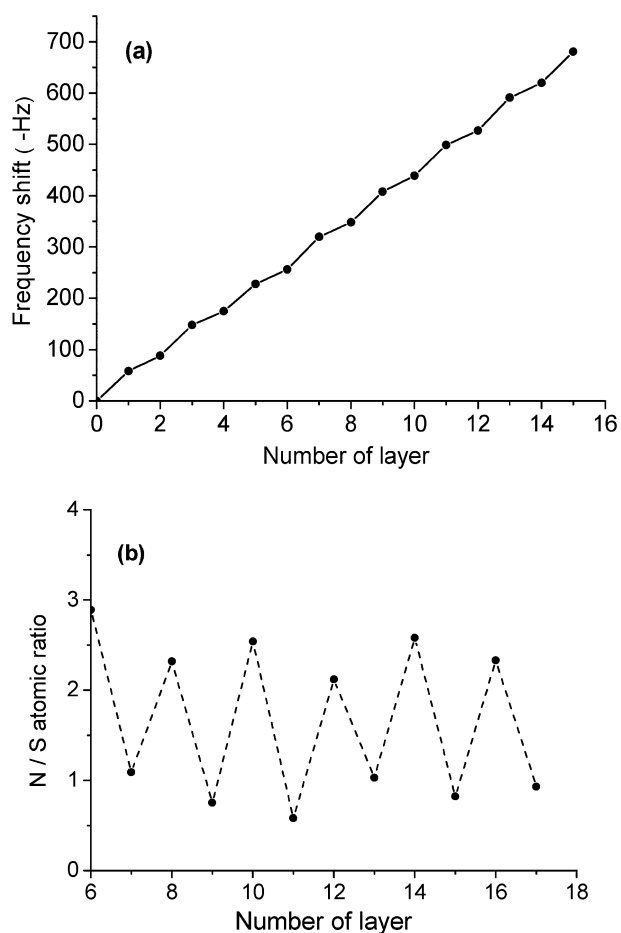 (a)
Frequency shift ( -Hz)
700
600
500
400
300
200
100
0
0 2 4 6 8 10 12 14 16
Number of layer
(b)
N / S atomic ratio
4
3
2
1
0
6 8 10 12 14 16 18
Number of layer